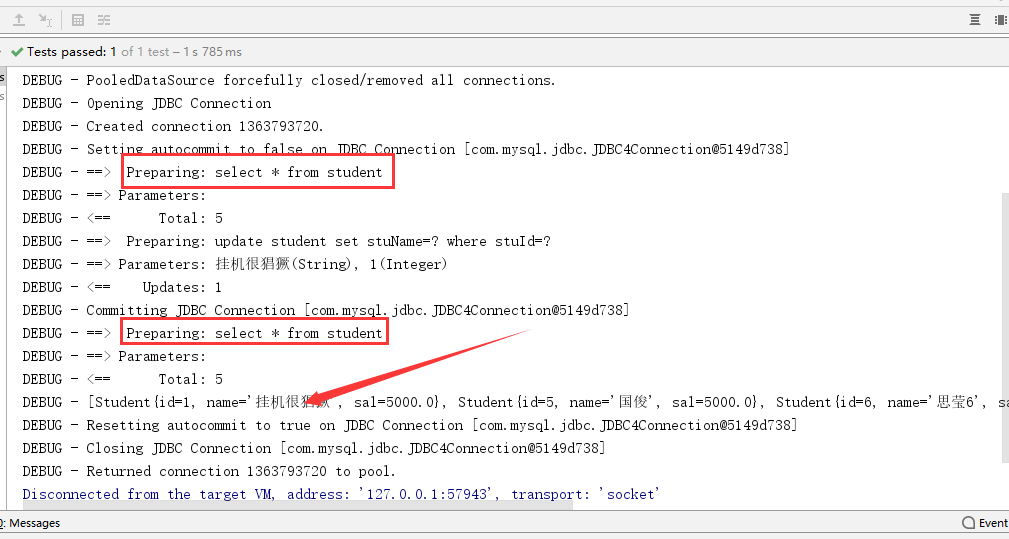 Tests passed: 1 of 1 test – 1 s 785 ms
DEBUG - PooledDataSource forcefully closed/removed all connections.
DEBUG - Opening JDBC Connection
DEBUG - Created connection 1363793720.
DEBUG - Setting autocommit to false on JDBC Connection [com.mysql.jdbc.JDBC4Connection@5149d738]
DEBUG - ==>  Preparing: select * from student
DEBUG - ==> Parameters:
DEBUG - <==      Total: 5
DEBUG - ==>  Preparing: update student set stuName=? where stuId=?
DEBUG - ==> Parameters: 挂机很猖獗(String), 1(Integer)
DEBUG - <==    Updates: 1
DEBUG - Committing JDBC Connection [com.mysql.jdbc.JDBC4Connection@5149d738]
DEBUG - ==>  Preparing: select * from student
DEBUG - ==> Parameters:
DEBUG - <==      Total: 5
DEBUG - [Student{id=1, name='挂机很猖獗', sal=5000.0}, Student{id=5, name='国俊', sal=5000.0}, Student{id=6, name='思莹6', sa
DEBUG - Resetting autocommit to true on JDBC Connection [com.mysql.jdbc.JDBC4Connection@5149d738]
DEBUG - Closing JDBC Connection [com.mysql.jdbc.JDBC4Connection@5149d738]
DEBUG - Returned connection 1363793720 to pool.
Disconnected from the target VM, address: '127.0.0.1:57943', transport: 'socket'
0: Messages
Event